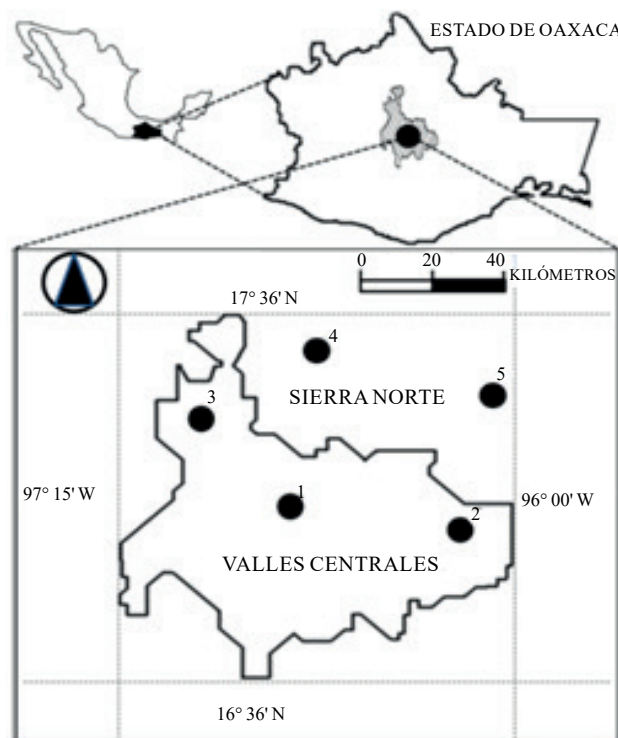 ESTADO DE OAXACA
0 20 40
KILÓMETROS
17° 36' N
4
5
SIERRA NORTE
3
97° 15' W
1
96° 00' W
2
VALLES CENTRALES
16° 36' N